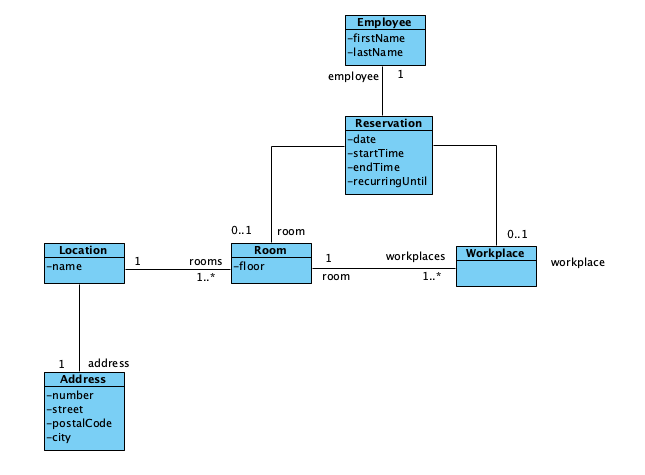 Employee
-firstName
-lastName
employee 1
Reservation
-date
-startTime
-endTime
-recurringUntil
0..1 room
0..1
workplace
Location
-name
1 rooms
1..*
Room
-floor
1 workplaces
room 1..*
Workplace
1 address
Address
-number
-street
-postalCode
-city